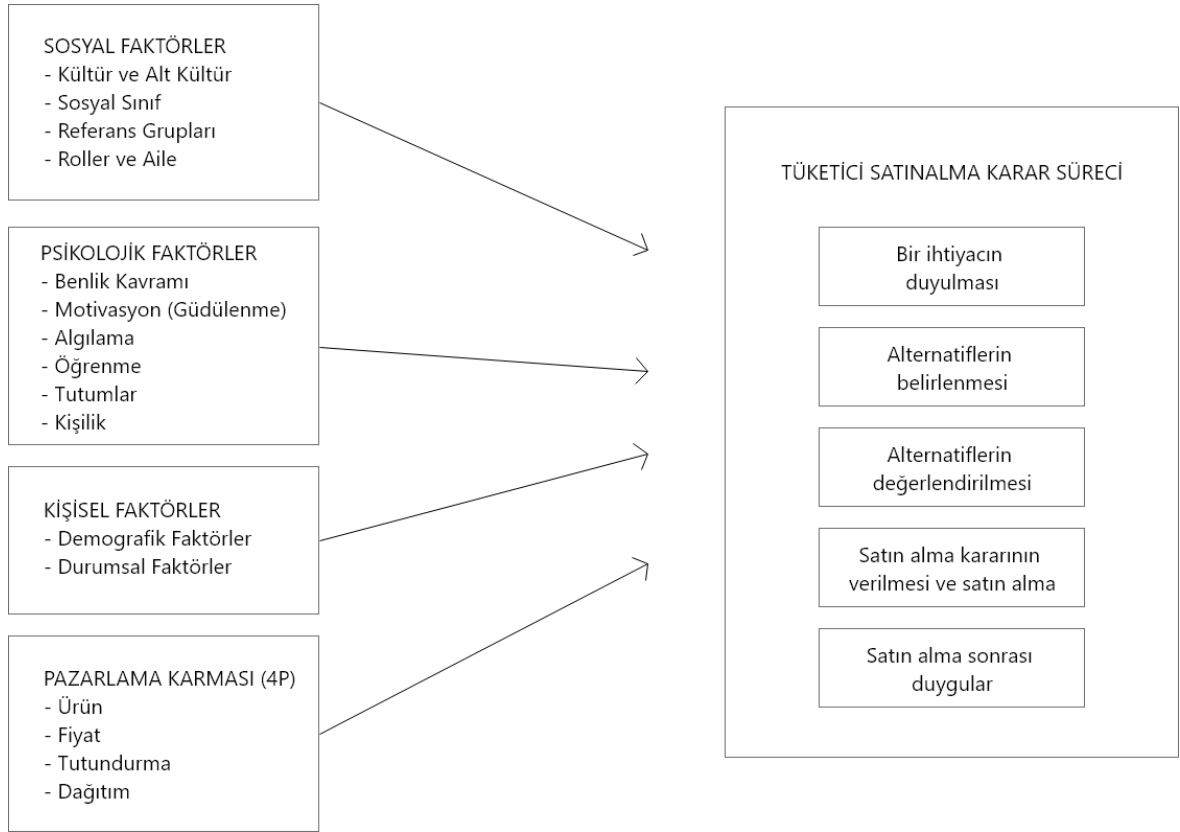 SOSYAL FAKTÖRLER
- Kültür ve Alt Kültür
- Sosyal Sınıf
- Referans Grupları
- Roller ve Aile
PSİKOLOJİK FAKTÖRLER
- Benlik Kavramı
- Motivasyon (Güdülenme)
- Algılama
- Öğrenme
- Tutumlar
- Kişilik
KİŞİSEL FAKTÖRLER
- Demografik Faktörler
- Durumsal Faktörler
PAZARLAMA KARMASI (4P)
- Ürün
- Fiyat
- Tutundurma
- Dağıtım
TÜKETİCİ SATINALMA KARAR SÜRECİ
Bir ihtiyacın
duyulması
Alternatiflerin
belirlenmesi
Alternatiflerin
değerlendirilmesi
Satın alma kararının
verilmesi ve satın alma
Satın alma sonrası
duygular